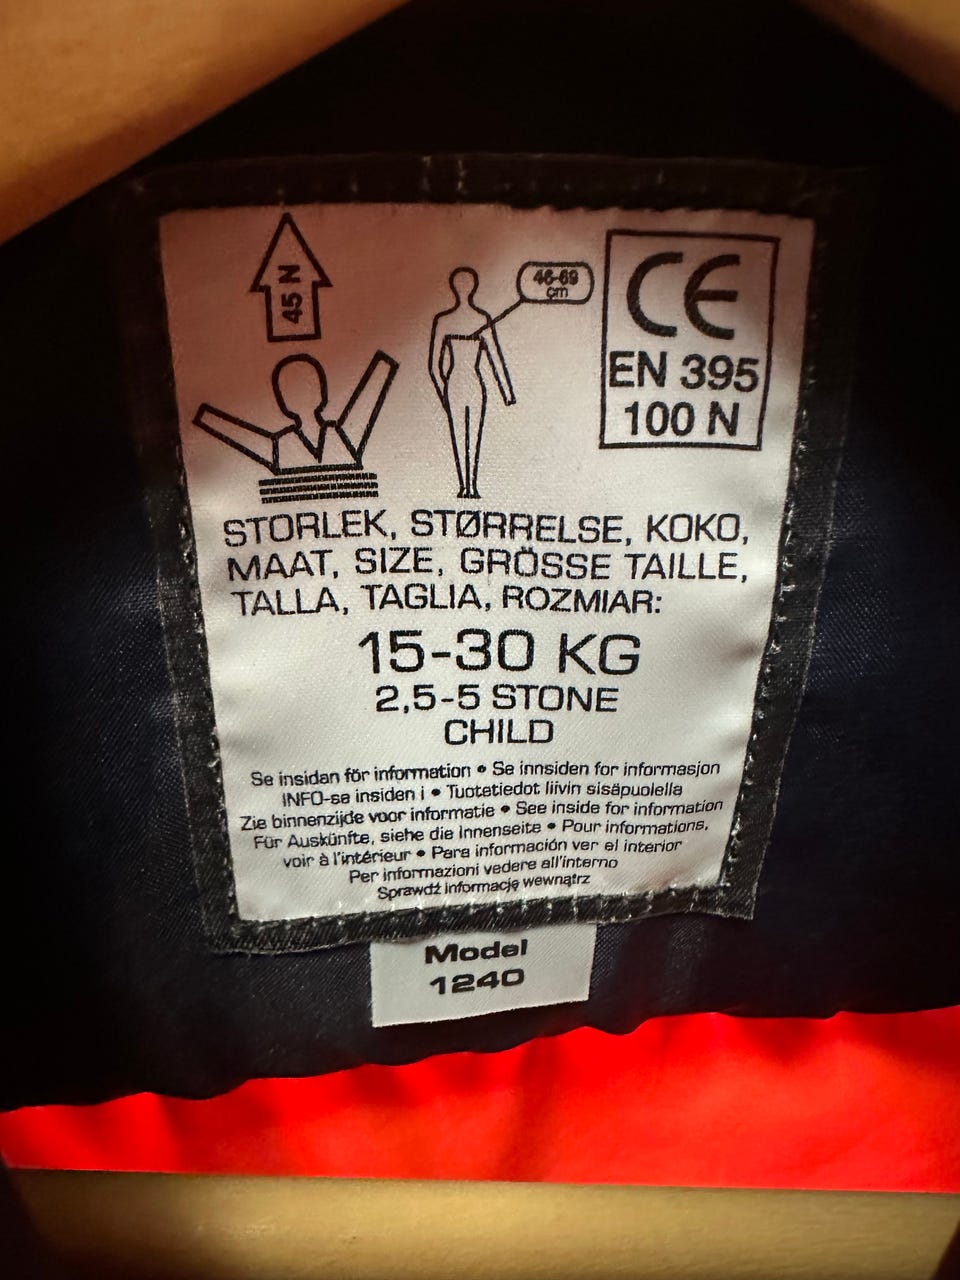 45 N
46-69
cm
CE
EN 395
100 N
STORLEK, STØRRELSE, KOKO,
MAAT, SIZE, GRÖSSE TAILLE,
TALLA, TAGLIA, ROZMIAR:
15-30 KG
2,5-5 STONE
CHILD
Se insidan för information • Se innsiden for informasjon
INFO-se insiden i • Tuotetiedot liivin sisäpuolella
Zie binnenzijde voor informatie • See inside for information
Für Auskünfte, siehe die Innenseite • Pour informations,
voir à l'intérieur • Para información ver el interior
Per informazioni vedere all'interno
Sprawdź informację wewnątrz
Model
1240